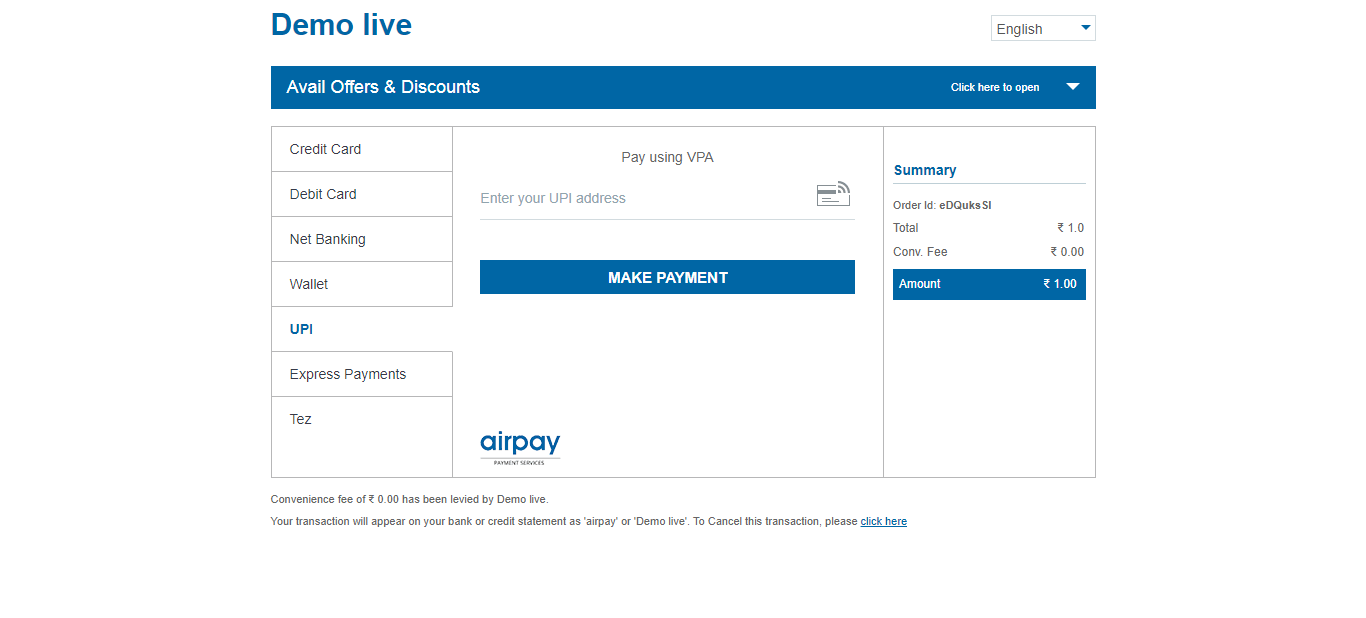 Demo live
English
Avail Offers & Discounts
Click here to open
Credit Card
Debit Card
Net Banking
Wallet
UPI
Express Payments
Tez
Pay using VPA
Enter your UPI address
MAKE PAYMENT
airpay
PAYMENT SERVICES
Summary
Order Id: eDQuksSI
Total ₹ 1.0
Conv. Fee ₹ 0.00
Amount ₹ 1.00
Convenience fee of ₹ 0.00 has been levied by Demo live.
Your transaction will appear on your bank or credit statement as 'airpay' or 'Demo live'. To Cancel this transaction, please click here